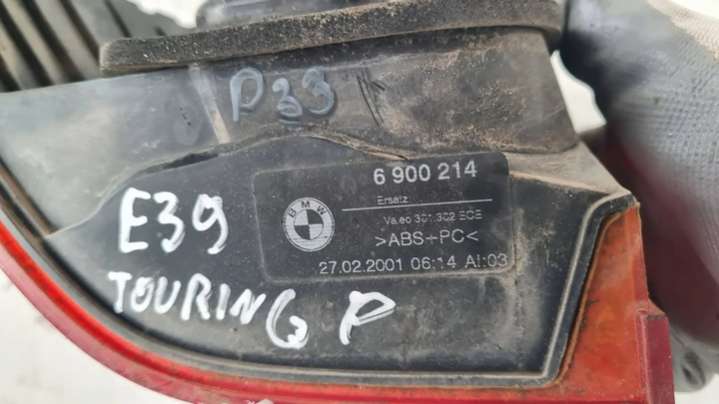 P39
6 900 214
Ersatz
BMW
Valeo 301.302 ECE
>ABS+PC<
27.02.2001 06:14 AI:03
E39
TOURING P